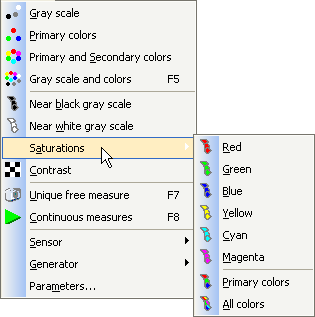 Gray scale
Primary colors
Primary and Secondary colors
Gray scale and colors F5
Near black gray scale
Near white gray scale
Saturations
Contrast
Unique free measure F7
Continuous measures F8
Sensor
Generator
Parameters...
Red
Green
Blue
Yellow
Cyan
Magenta
Primary colors
All colors